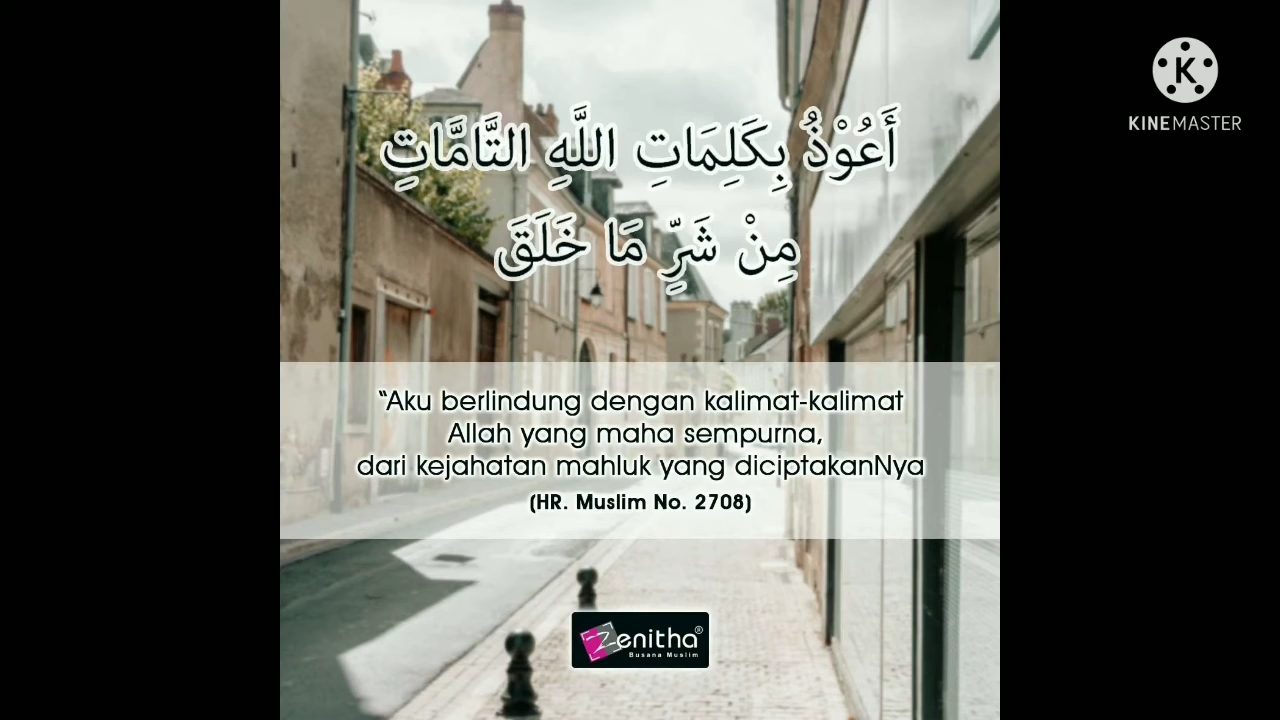 أَعُوْذُ بِكَلِمَاتِ اللَّهِ التَّامَّاتِ
مِنْ شَرِّ مَا خَلَقَ
“Aku berlindung dengan kalimat-kalimat
Allah yang maha sempurna,
dari kejahatan mahluk yang diciptakanNya
(HR. Muslim No. 2708)
Zenitha®
Busana Muslim
K
KINEMASTER